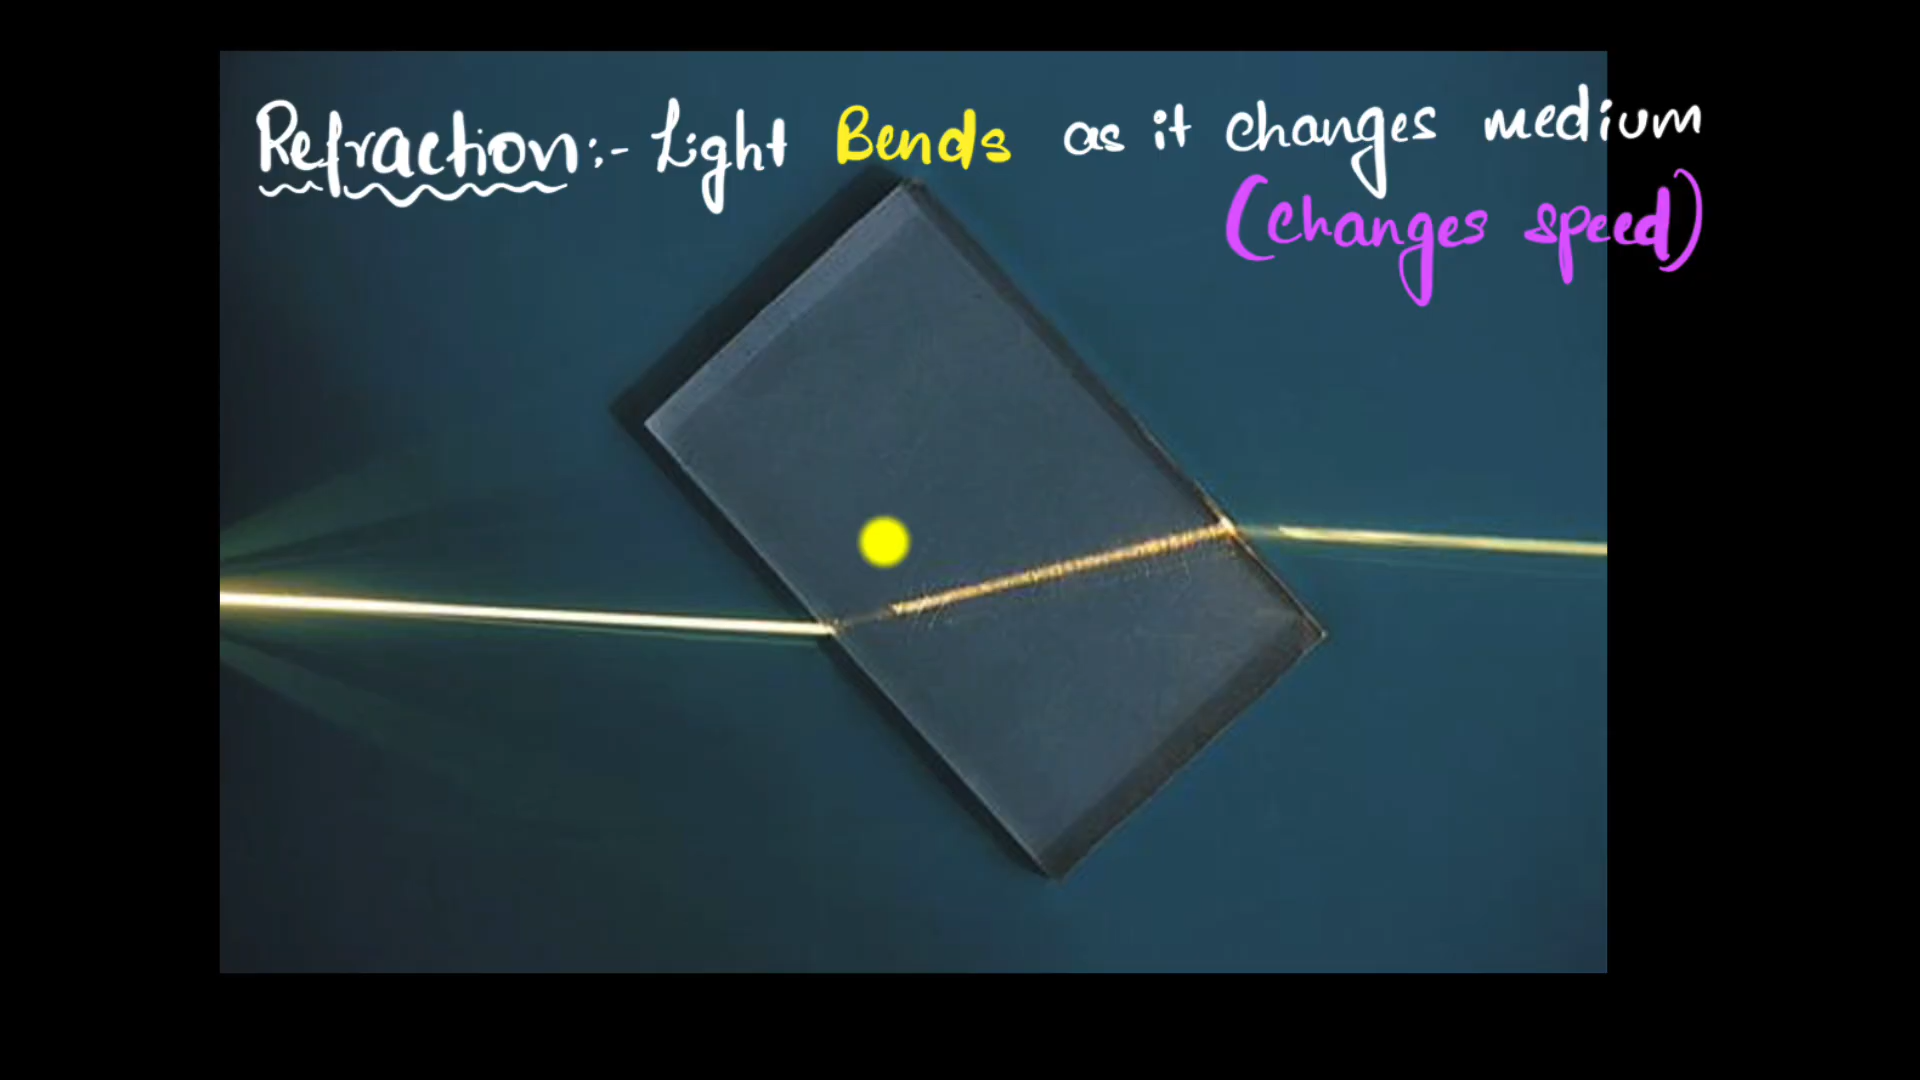 Refraction:- Light Bends as it changes medium
(changes speed)